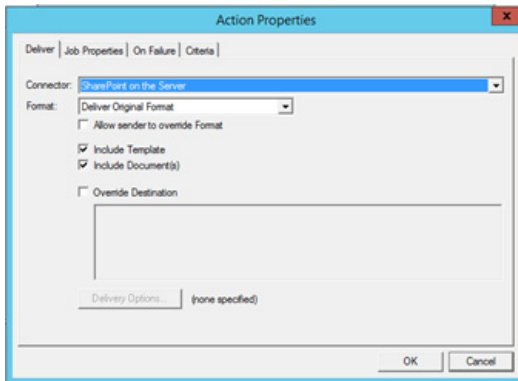 Action Properties
x
Deliver Job Properties On Failure Criteria
Connector: SharePoint on the Server
Format: Deliver Original Format
Allow sender to override Format
Include Template
Include Document(s)
Override Destination
Delivery Options... (none specified)
OK Cancel